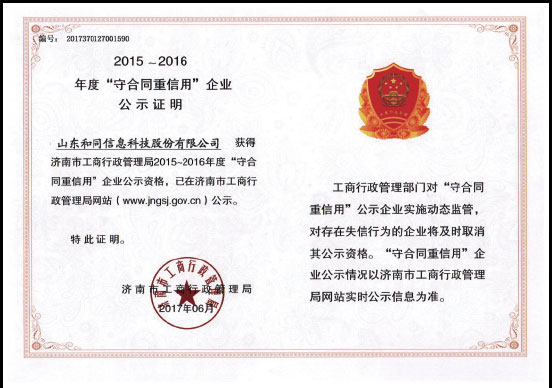 编号: 2017370127001590
2015～2016
年度“守合同重信用”企业
公示证明
山东和同信息科技股份有限公司 获得
济南市工商行政管理局2015~2016年度“守合
同重信用”企业公示资格，已在济南市工商行
政管理局网站（www.jngsj.gov.cn）公示。
特此证明。
济南市工商行政管理局
2017年06月
济南市工商行政管理局
工商行政管理部门对“守合同
重信用”公示企业实施动态监管，
对存在失信行为的企业将及时取消
其公示资格。“守合同重信用”企
业公示情况以济南市工商行政管理
局网站实时公示信息为准。